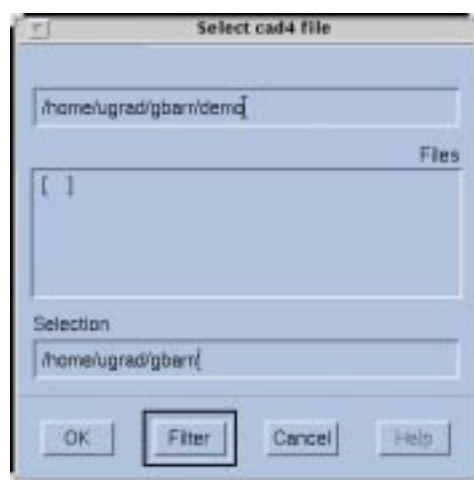 Select cad4 file
/home/ugrad/gbarr/demo
Files
[ ]
Selection
/home/ugrad/gbarr/
OK Filter Cancel Help